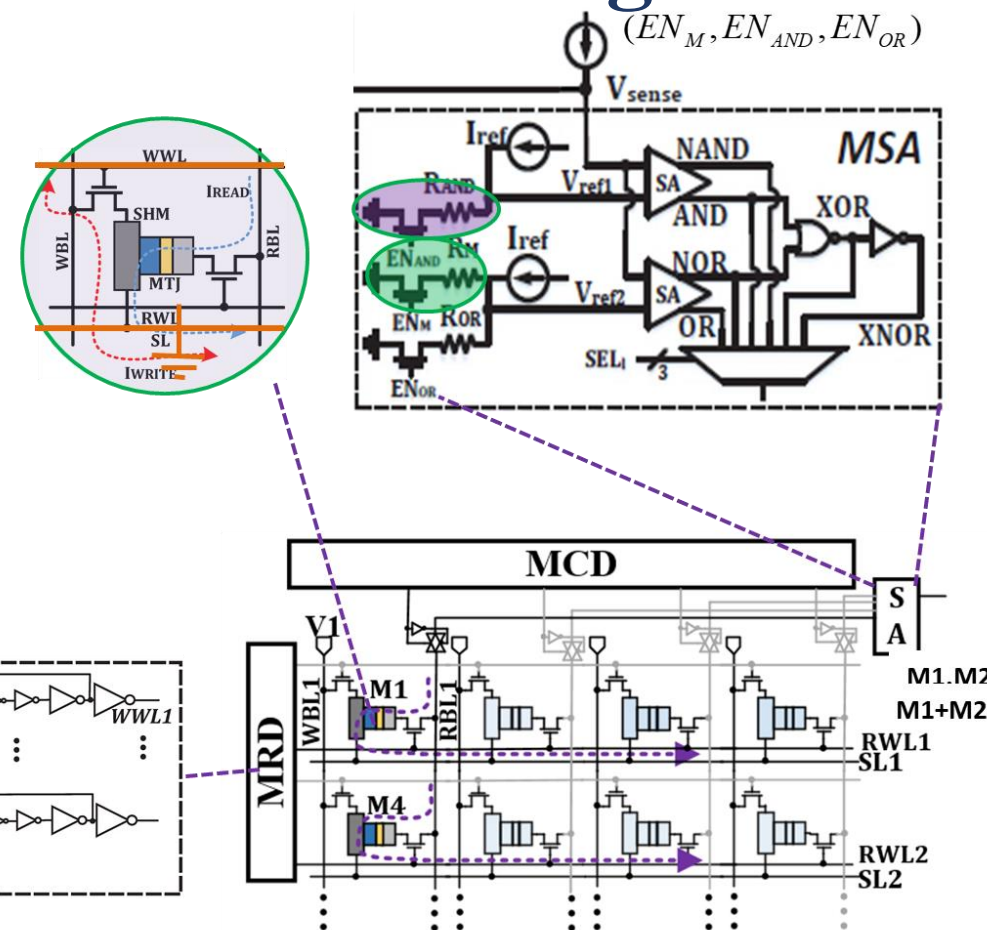 (EN_M, EN_AND, EN_OR)
V_sense
MSA
I_ref
R_AND
V_ref1
SA
NAND
AND
XOR
EN_AND
R_M
I_ref
NOR
SA
V_ref2
EN_M
R_OR
OR
XNOR
SEL_i
3
EN_OR
WWL
I_READ
SHM
WBL
RBL
MTJ
RWL
SL
I_WRITE
MCD
S
A
V1
M1.M2
M1+M2
WBL1
M1
RBL1
RWL1
SL1
MRD
WWL1
M4
RWL2
SL2